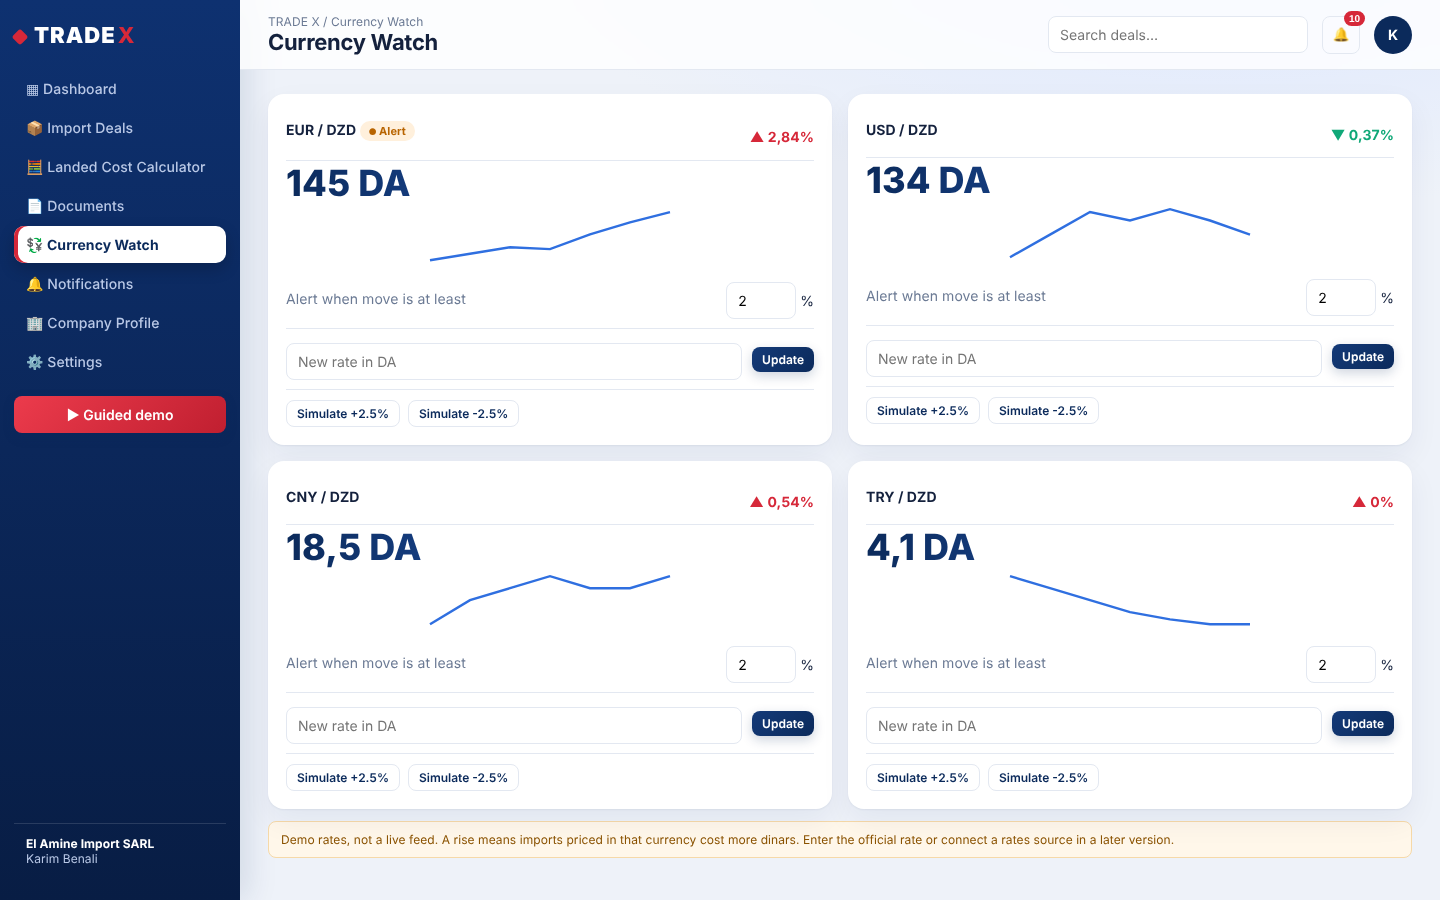 TRADE X
Dashboard
Import Deals
Landed Cost Calculator
Documents
Currency Watch
Notifications
Company Profile
Settings
▶ Guided demo
El Amine Import SARL
Karim Benali
TRADE X / Currency Watch
Currency Watch
Search deals...
10
K
EUR / DZD ● Alert
▲ 2,84%
145 DA
Alert when move is at least 2 %
New rate in DA Update
Simulate +2.5% Simulate -2.5%
USD / DZD
▼ 0,37%
134 DA
Alert when move is at least 2 %
New rate in DA Update
Simulate +2.5% Simulate -2.5%
CNY / DZD
▲ 0,54%
18,5 DA
Alert when move is at least 2 %
New rate in DA Update
Simulate +2.5% Simulate -2.5%
TRY / DZD
▲ 0%
4,1 DA
Alert when move is at least 2 %
New rate in DA Update
Simulate +2.5% Simulate -2.5%
Demo rates, not a live feed. A rise means imports priced in that currency cost more dinars. Enter the official rate or connect a rates source in a later version.